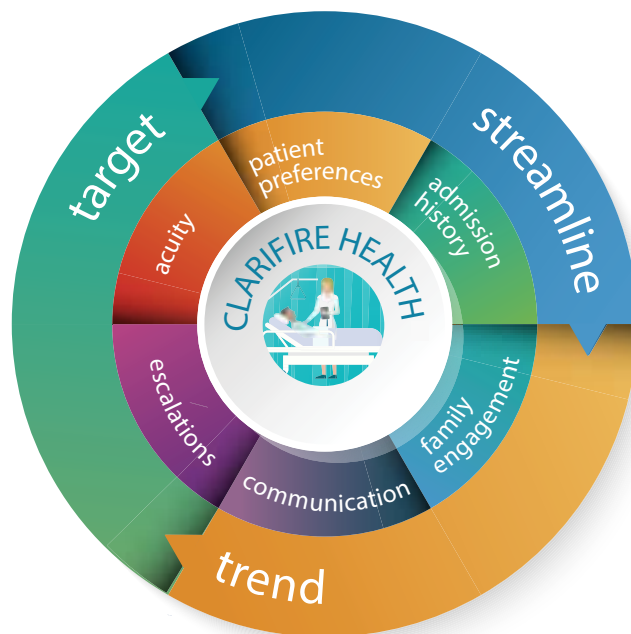 target
streamline
trend
patient
preferences
admission
history
family
engagement
communication
escalations
acuity
CLARIFIRE HEALTH